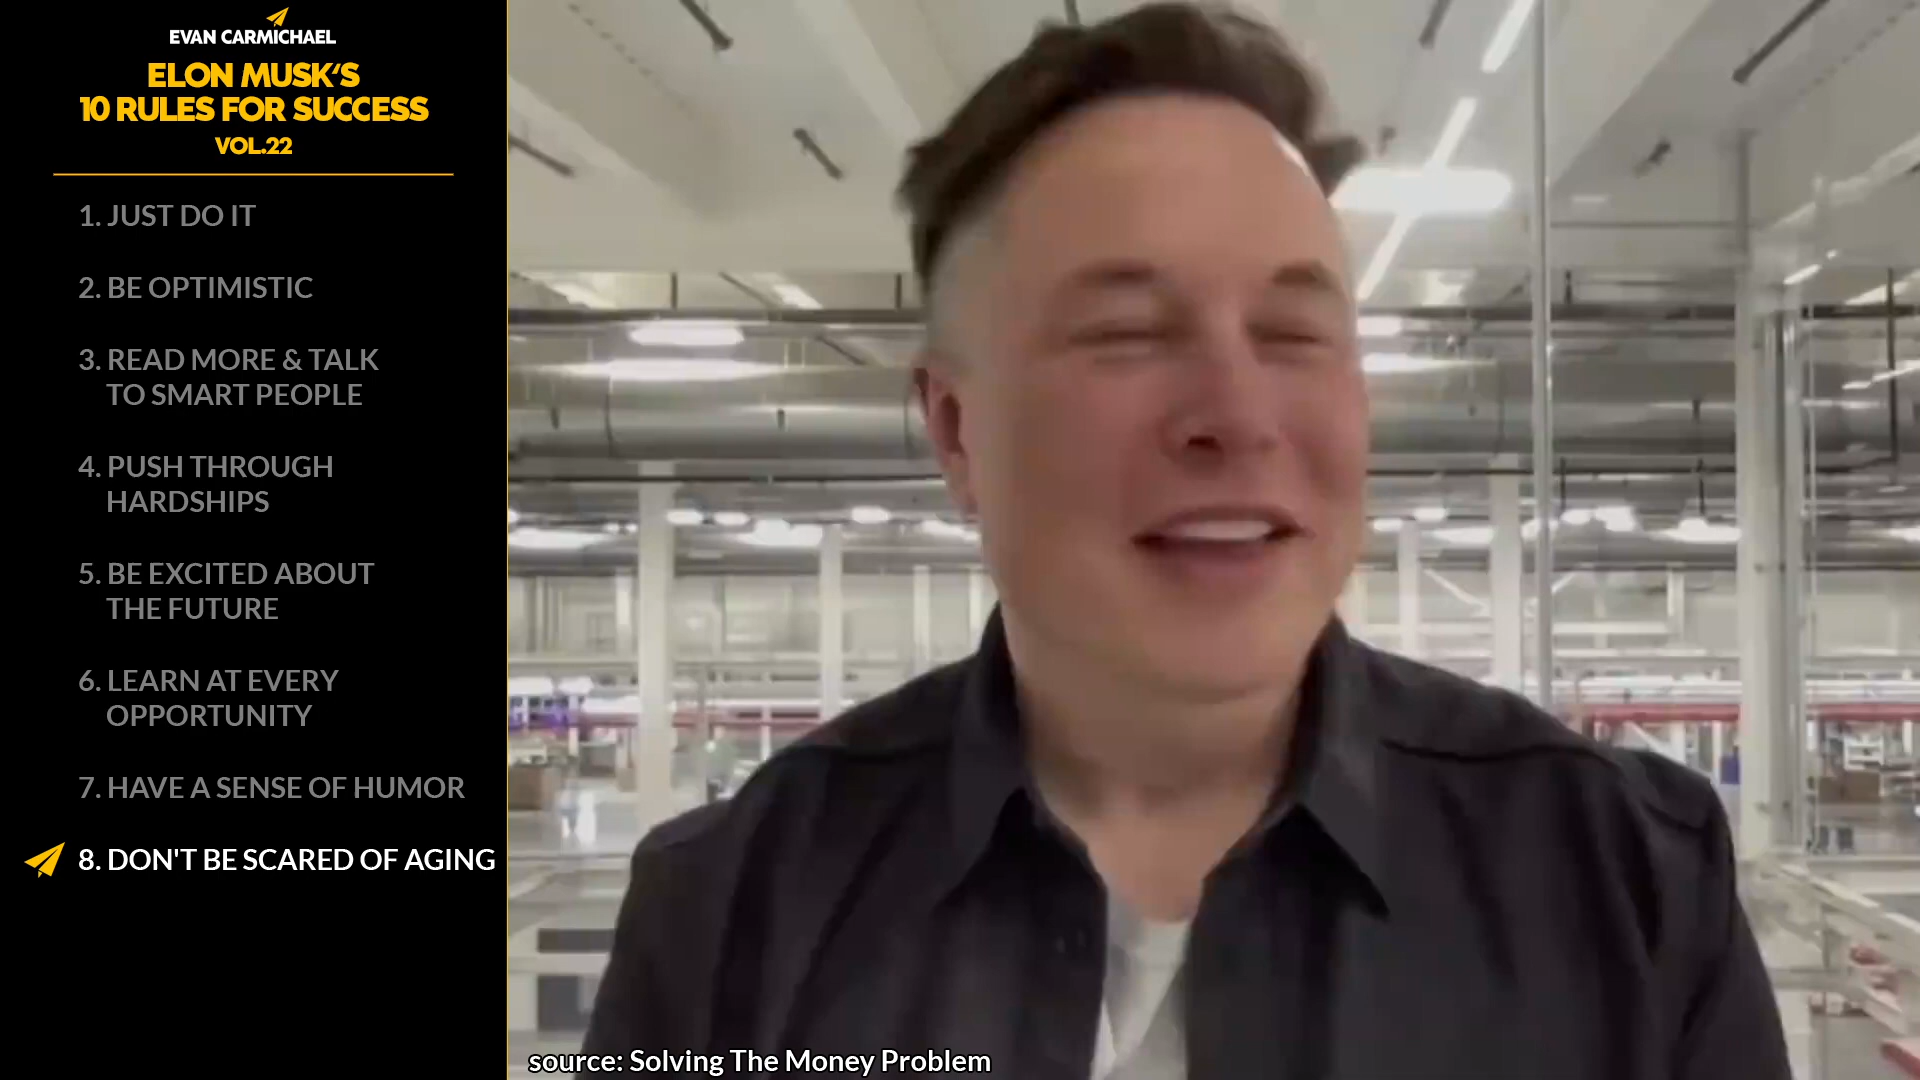 EVAN CARMICHAEL
ELON MUSK'S
10 RULES FOR SUCCESS
VOL.22
1. JUST DO IT
2. BE OPTIMISTIC
3. READ MORE & TALK
TO SMART PEOPLE
4. PUSH THROUGH
HARDSHIPS
5. BE EXCITED ABOUT
THE FUTURE
6. LEARN AT EVERY
OPPORTUNITY
7. HAVE A SENSE OF HUMOR
8. DON'T BE SCARED OF AGING
source: Solving The Money Problem